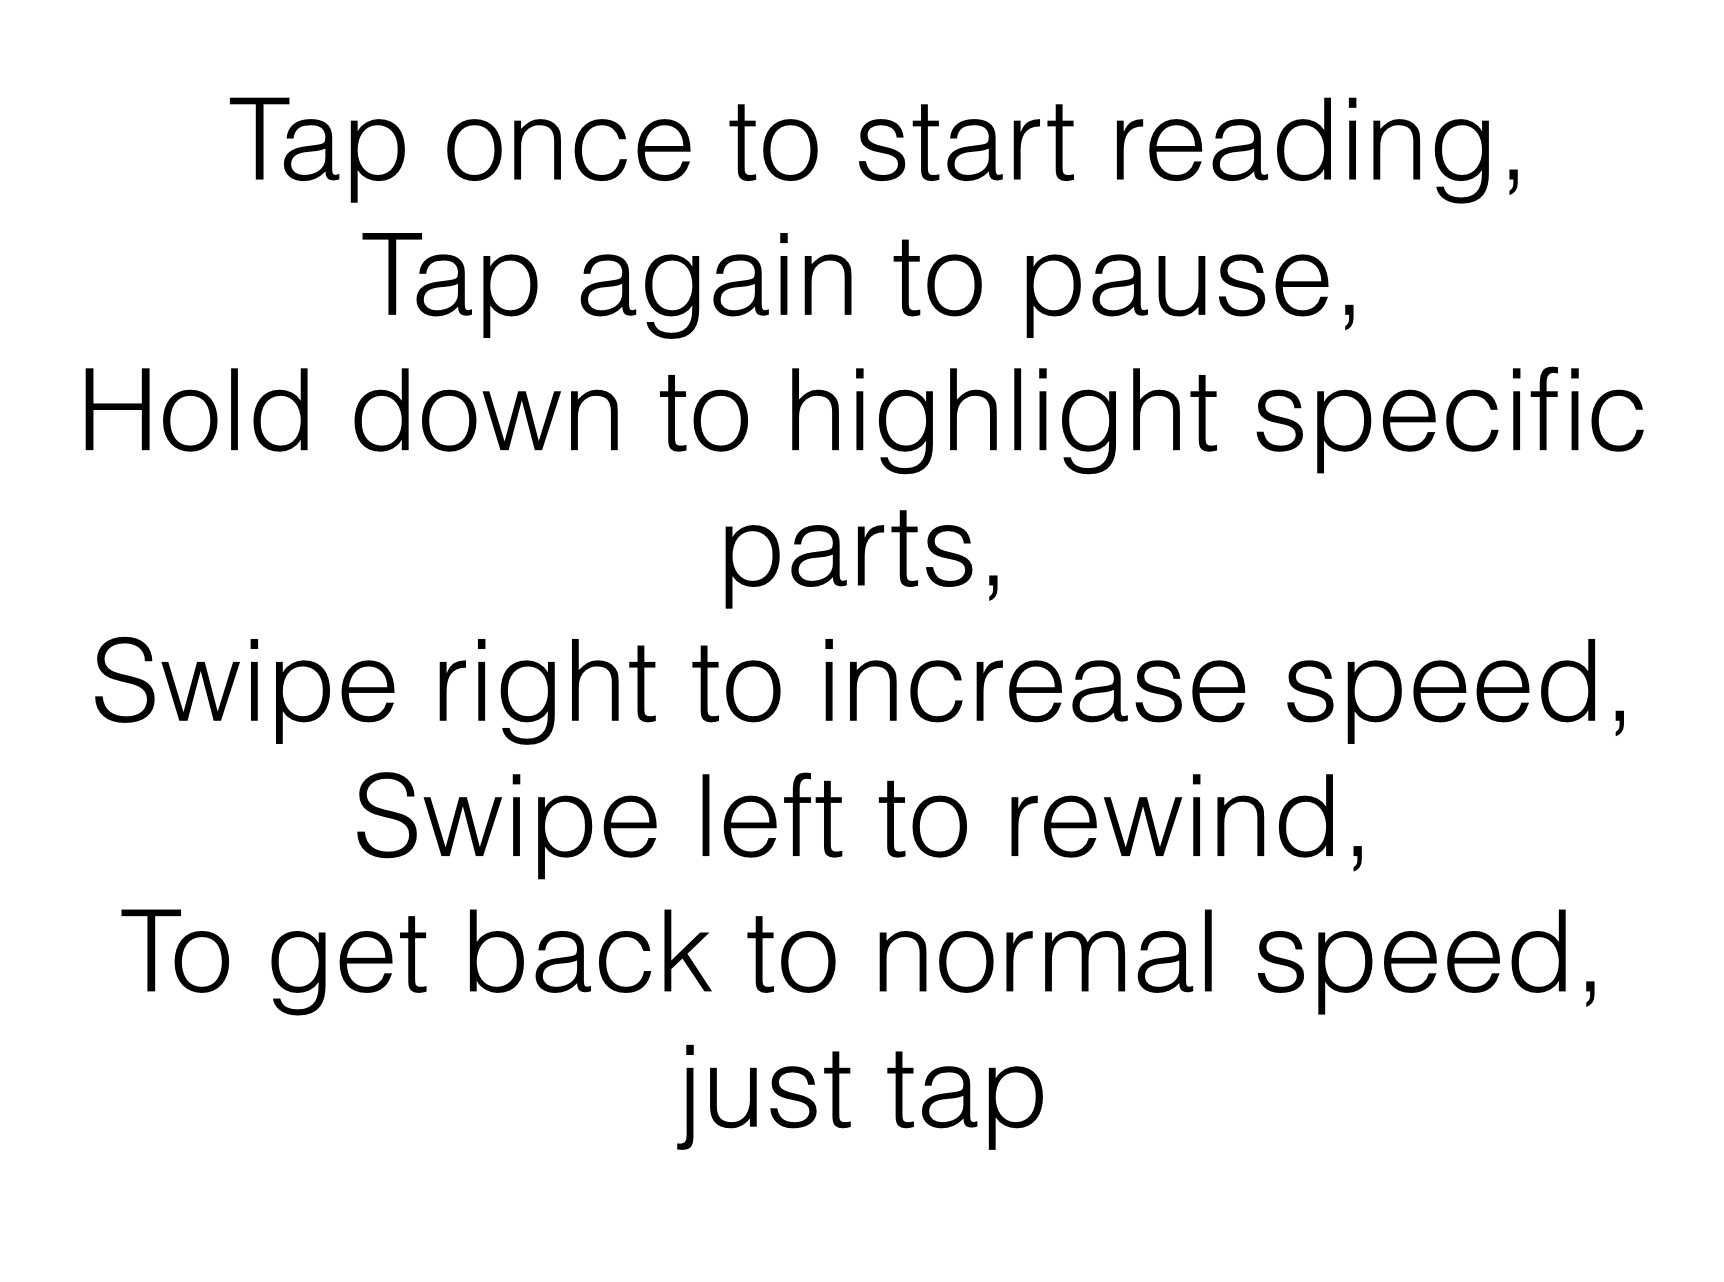 Tap once to start reading,
Tap again to pause,
Hold down to highlight specific
parts,
Swipe right to increase speed,
Swipe left to rewind,
To get back to normal speed,
just tap